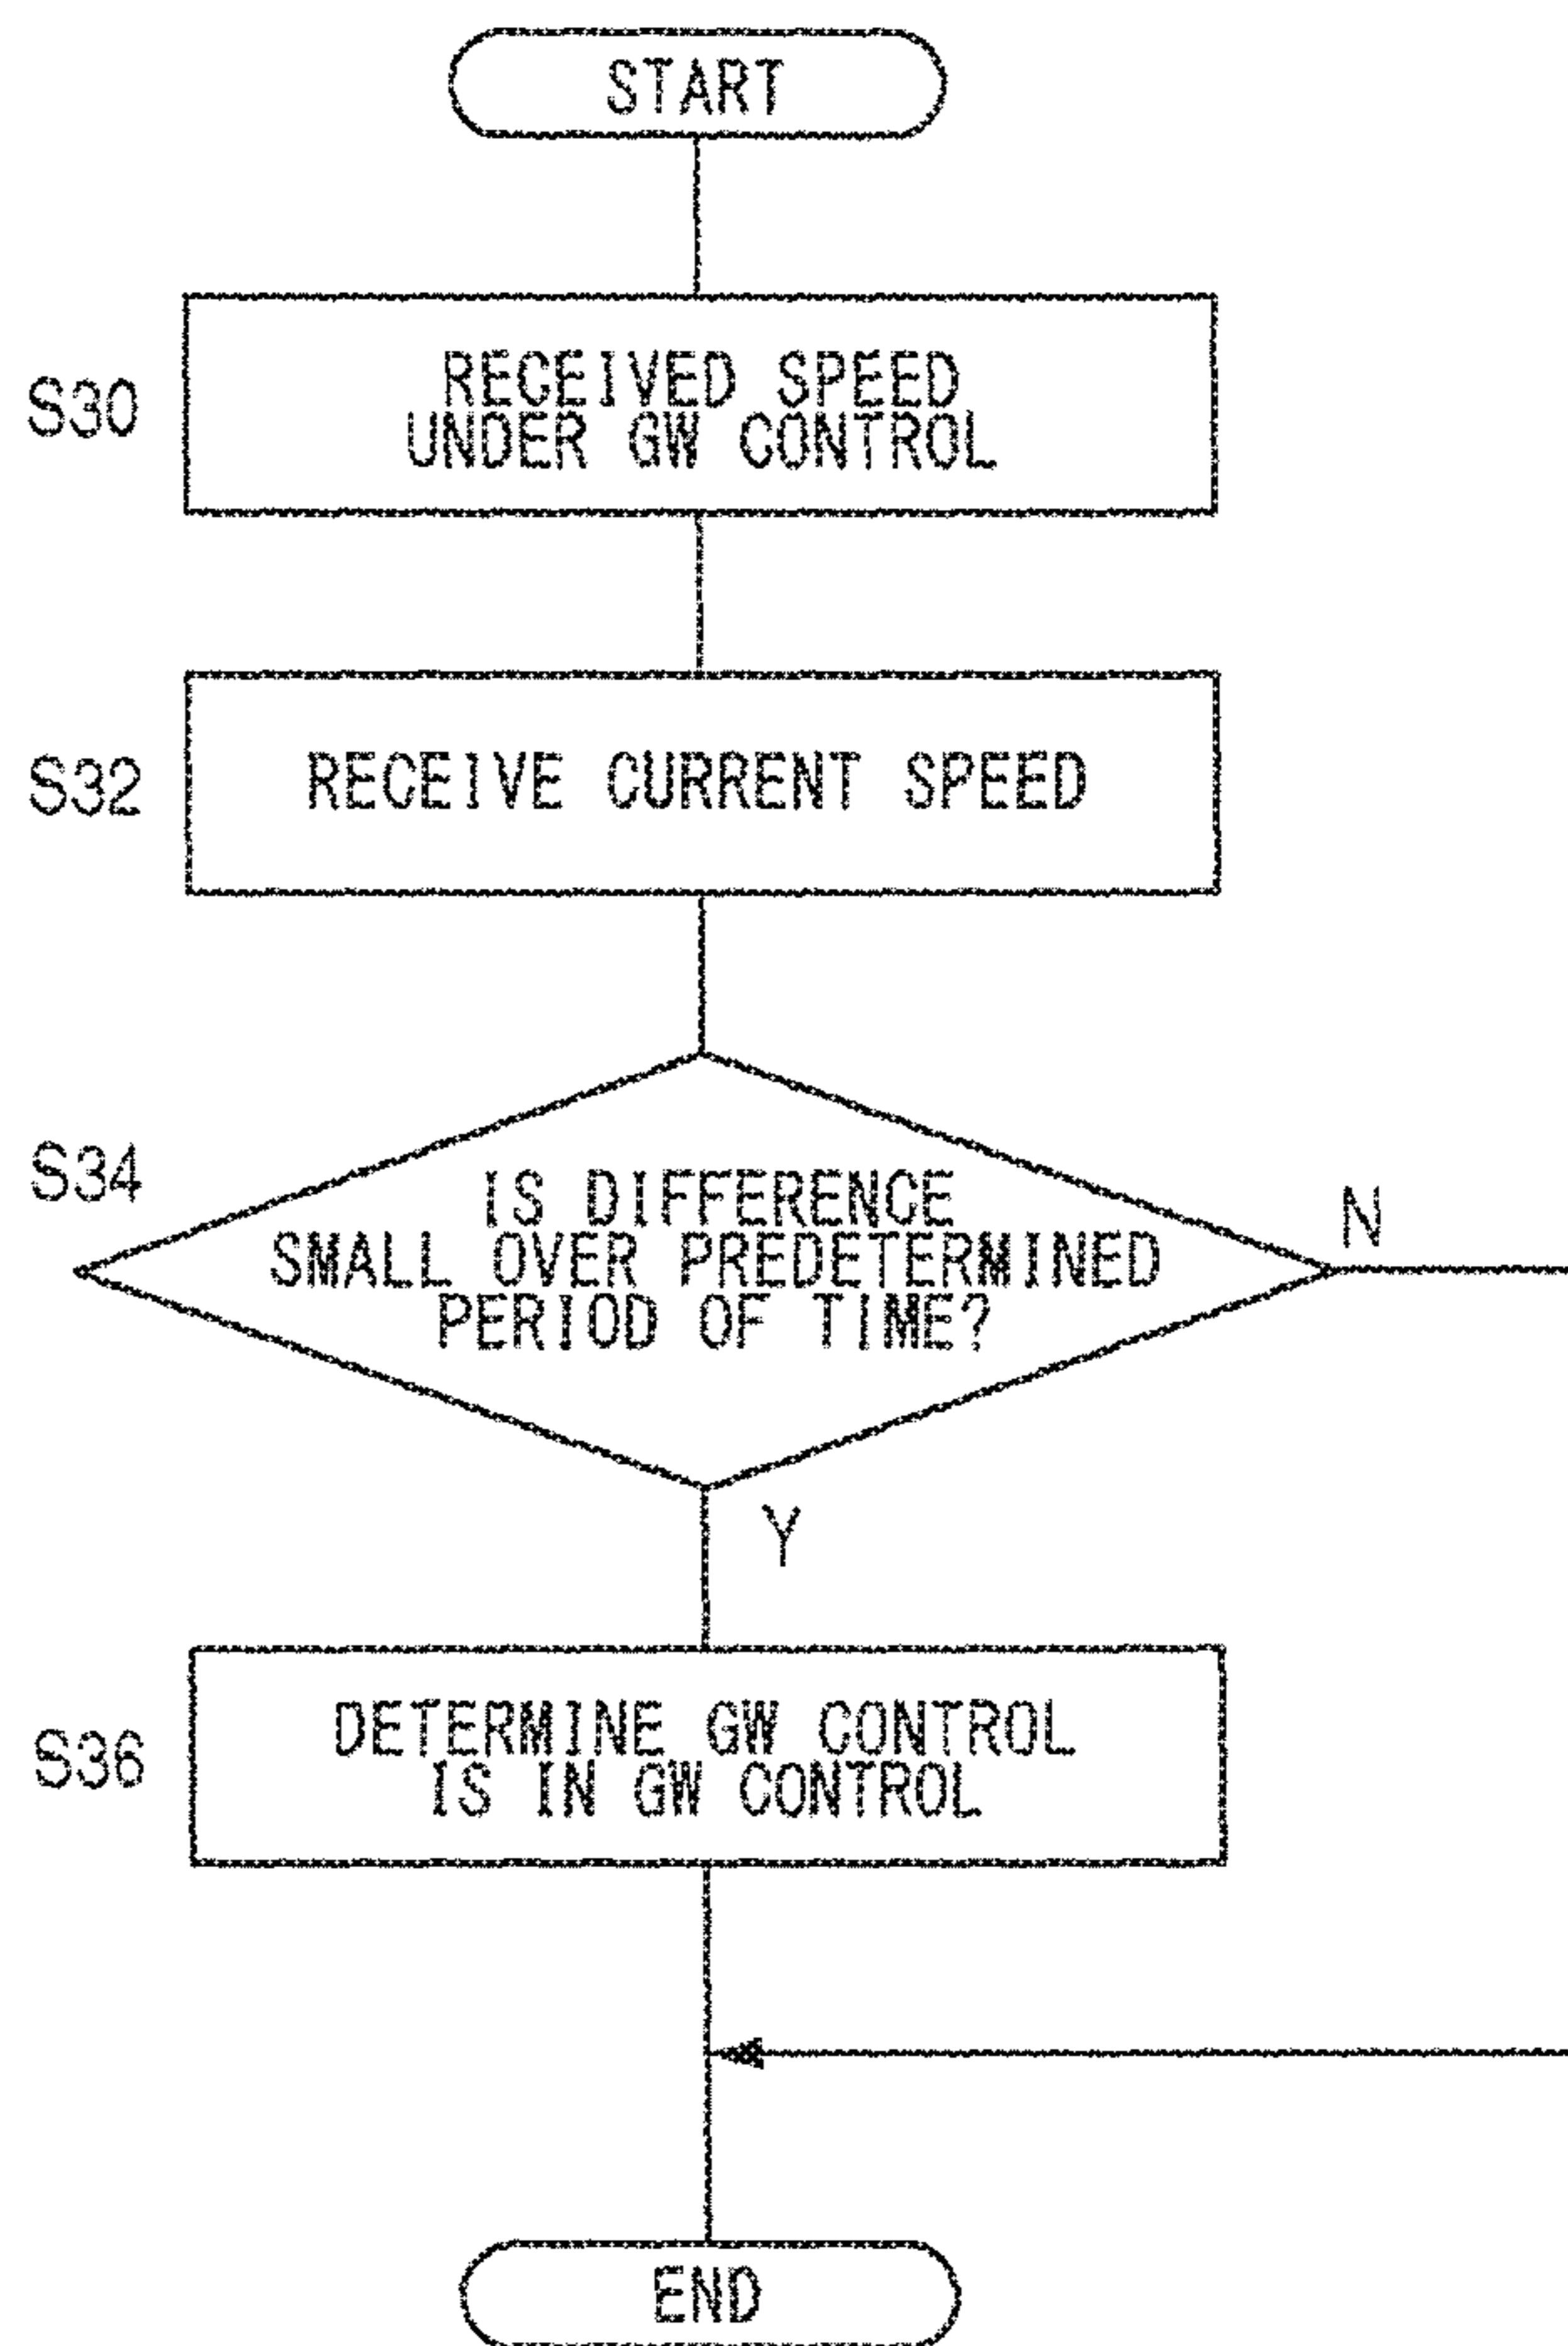 START
S30
RECEIVED SPEED
UNDER GW CONTROL
S32
RECEIVE CURRENT SPEED
S34
IS DIFFERENCE
SMALL OVER PREDETERMINED
PERIOD OF TIME?
N
Y
S36
DETERMINE GW CONTROL
IS IN GW CONTROL
END